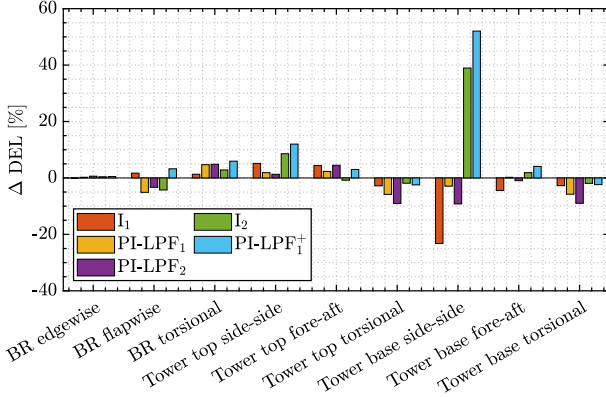 60
40
20
0
-20
-40
Δ DEL [%]
I₁
PI-LPF₁
PI-LPF₂
I₂
PI-LPF₁⁺
BR edgewise
BR flapwise
BR torsional
Tower top side-side
Tower top fore-aft
Tower top torsional
Tower base side-side
Tower base fore-aft
Tower base torsional